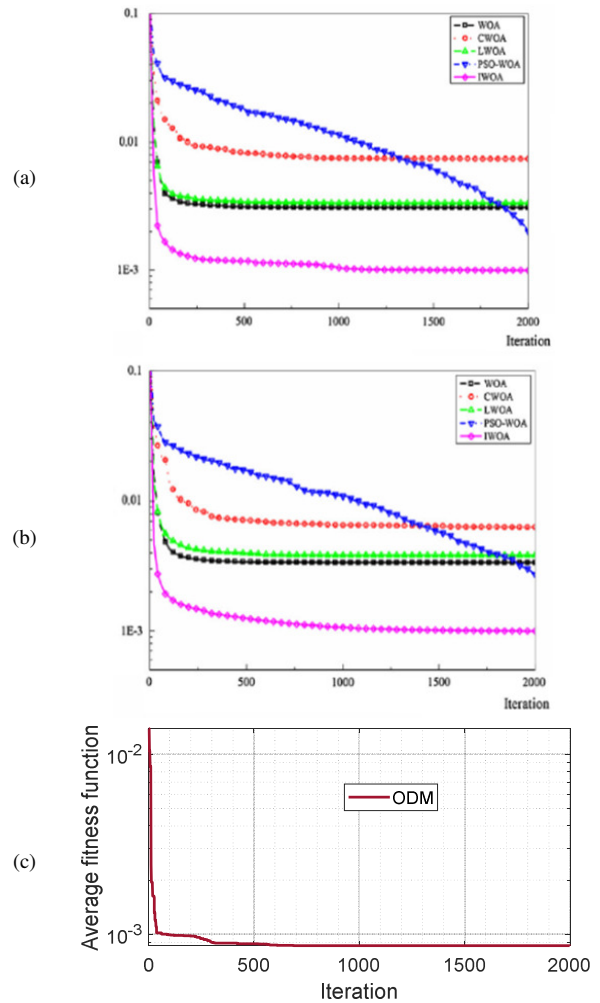 (a)
0.1
0.01
1E-3
WOA
CWOA
LWOA
PSO-WOA
IWOA
0 500 1000 1500 2000
Iteration
(b)
0.1
0.01
1E-3
WOA
CWOA
LWOA
PSO-WOA
IWOA
0 500 1000 1500 2000
Iteration
(c)
Average fitness function
10-2
10-3
ODM
0 500 1000 1500 2000
Iteration